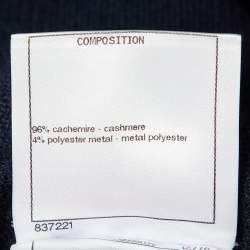 COMPOSITION
96% cachemire - cashmere
4% polyester metal - metal polyester
837221